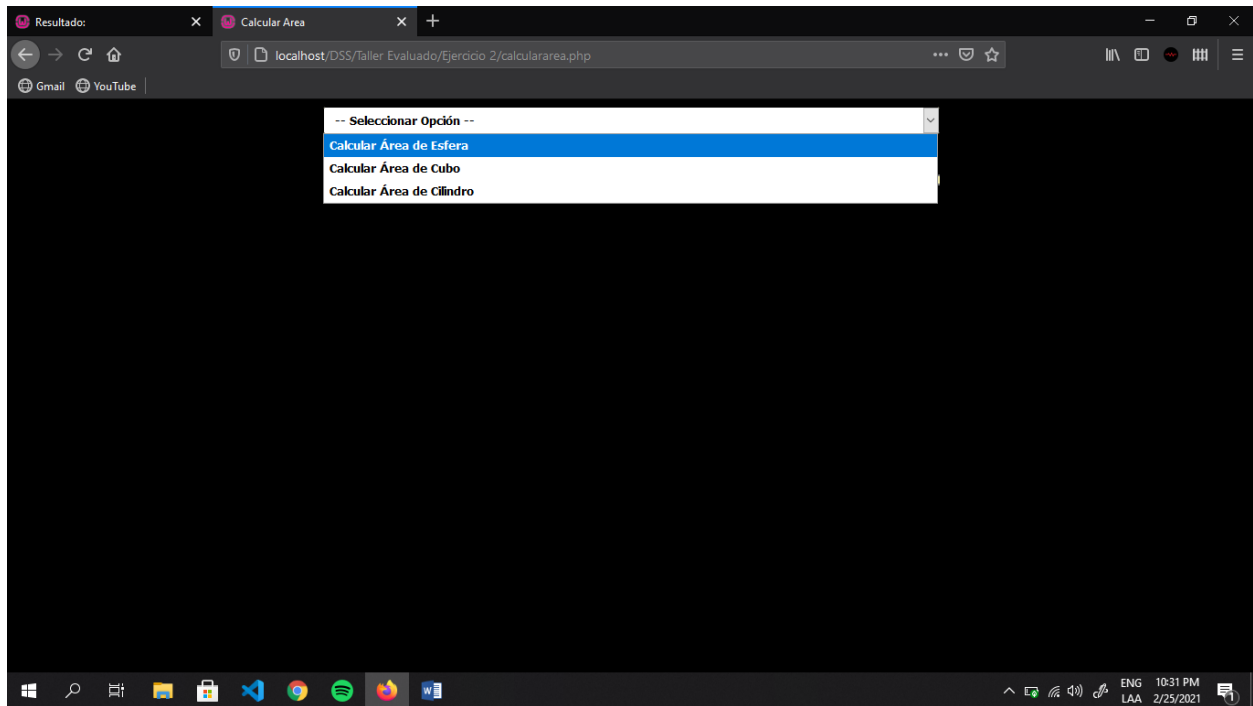 Resultado:
Calcular Area
localhost/DSS/Taller Evaluado/Ejercicio 2/calculararea.php
Gmail YouTube
-- Seleccionar Opción --
Calcular Área de Esfera
Calcular Área de Cubo
Calcular Área de Cilindro
ENG 10:31 PM
LAA 2/25/2021